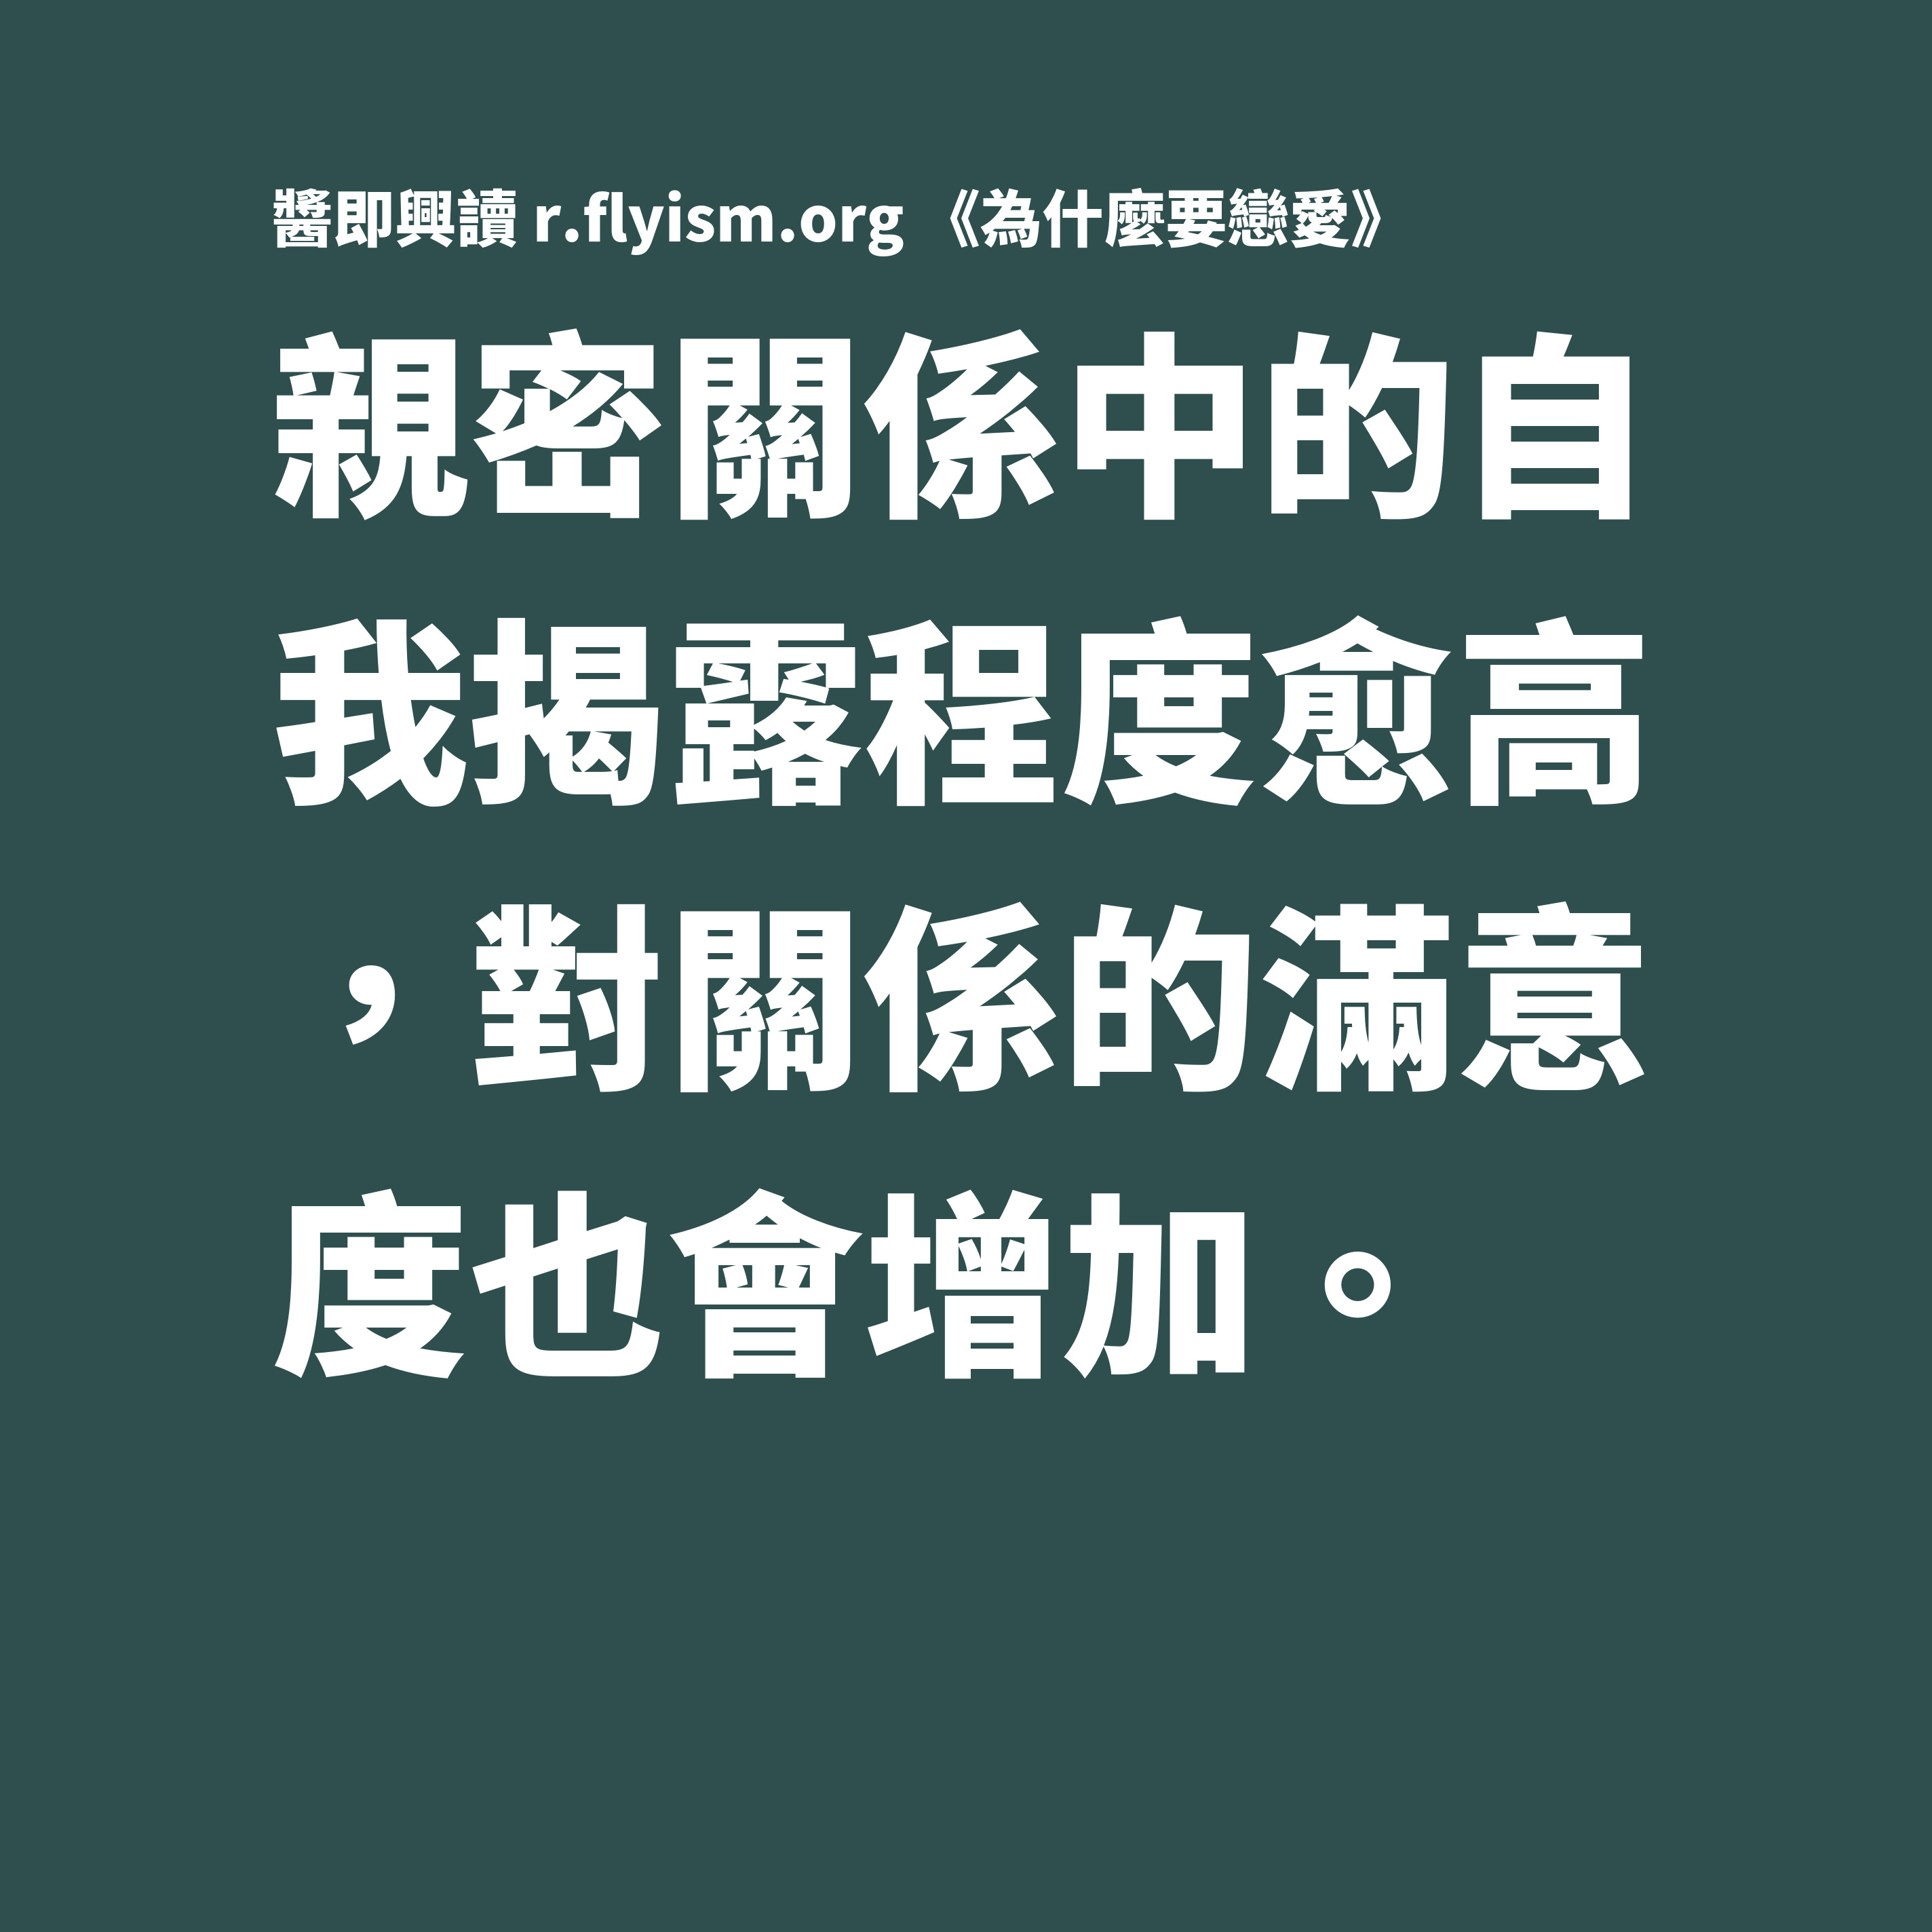 豔即興讀 r.flyism.org 《為什麼要戀愛》
親密關係中的自
我揭露程度愈高
，對關係的滿意
度也會增加。